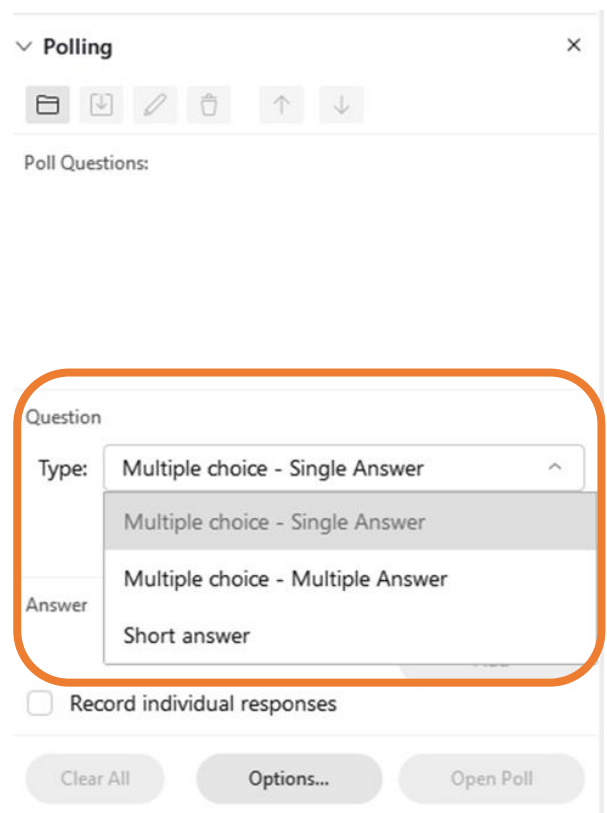 Polling
Poll Questions:
Question
Type: Multiple choice - Single Answer
Multiple choice - Single Answer
Multiple choice - Multiple Answer
Answer
Short answer
Record individual responses
Clear All Options... Open Poll